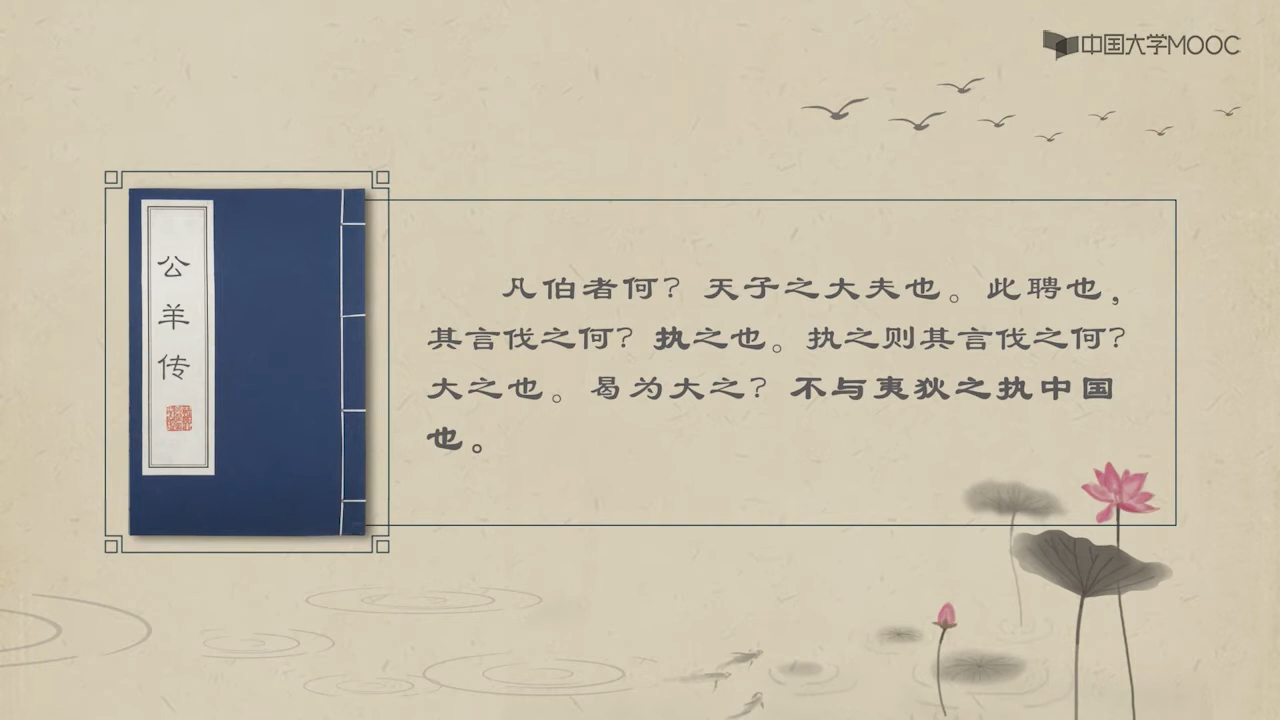 中国大学MOOC
公羊传
凡伯者何？天子之大夫也。此聘也，
其言伐之何？执之也。执之则其言伐之何？
大之也。曷为大之？不与夷狄之执中国
也。